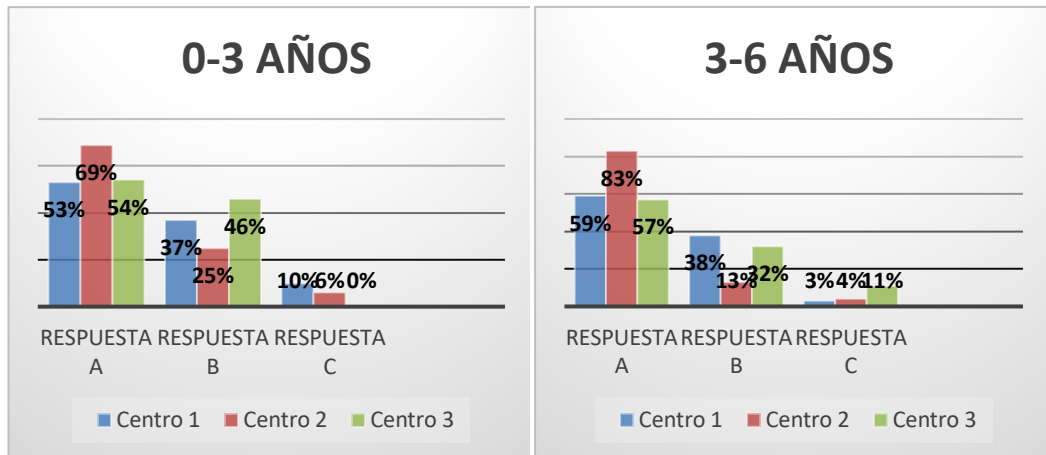 0-3 AÑOS
69%
53%
54%
37%
25%
46%
10%
6%
0%
RESPUESTA A
RESPUESTA B
RESPUESTA C
Centro 1
Centro 2
Centro 3
3-6 AÑOS
83%
59%
57%
38%
13%
32%
3%
4%
11%
RESPUESTA A
RESPUESTA B
RESPUESTA C
Centro 1
Centro 2
Centro 3